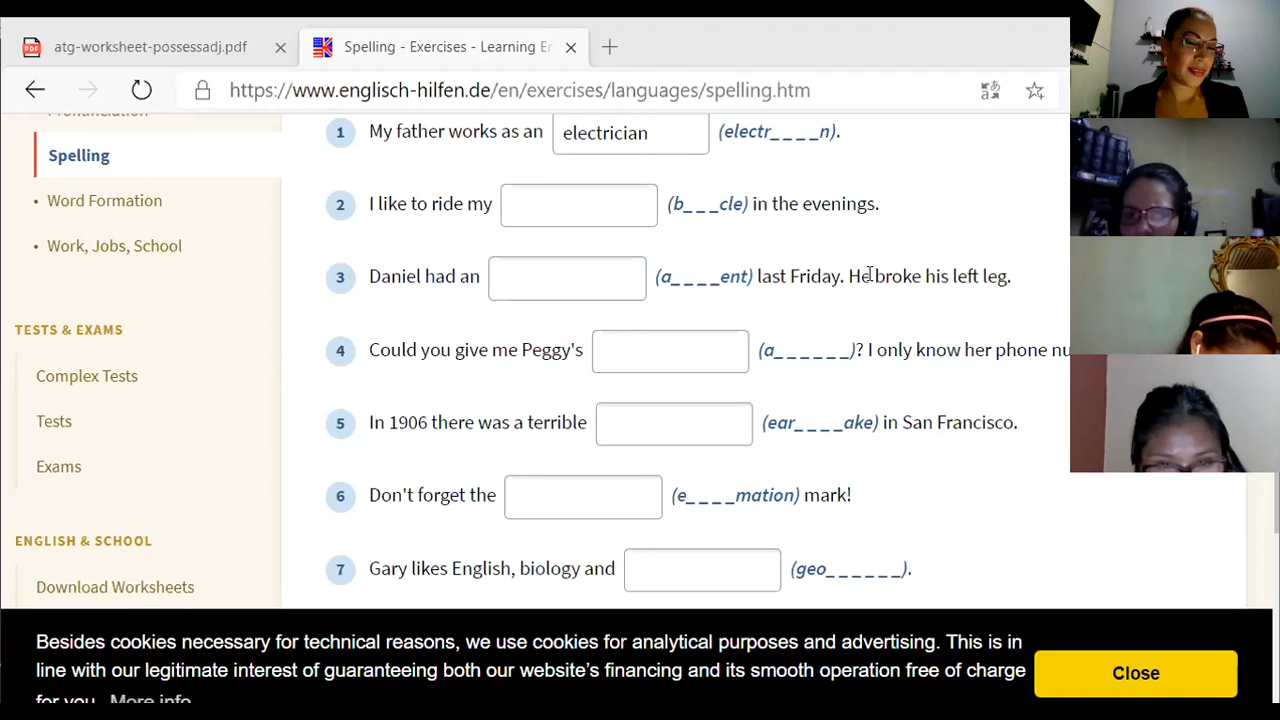 atg-worksheet-possessadj.pdf
Spelling - Exercises - Learning En
https://www.englisch-hilfen.de/en/exercises/languages/spelling.htm
Pronunciation
Spelling
• Word Formation
• Work, Jobs, School
TESTS & EXAMS
Complex Tests
Tests
Exams
ENGLISH & SCHOOL
Download Worksheets
1 My father works as an electrician (electr_ _ _ _n).
2 I like to ride my (b_ _ _cle) in the evenings.
3 Daniel had an (a_ _ _ _ent) last Friday. He broke his left leg.
4 Could you give me Peggy's (a_ _ _ _ _ _)? I only know her phone nu
5 In 1906 there was a terrible (ear_ _ _ _ake) in San Francisco.
6 Don't forget the (e_ _ _ _mation) mark!
7 Gary likes English, biology and (geo_ _ _ _ _ _).
Besides cookies necessary for technical reasons, we use cookies for analytical purposes and advertising. This is in
line with our legitimate interest of guaranteeing both our website's financing and its smooth operation free of charge
for you. More info
Close